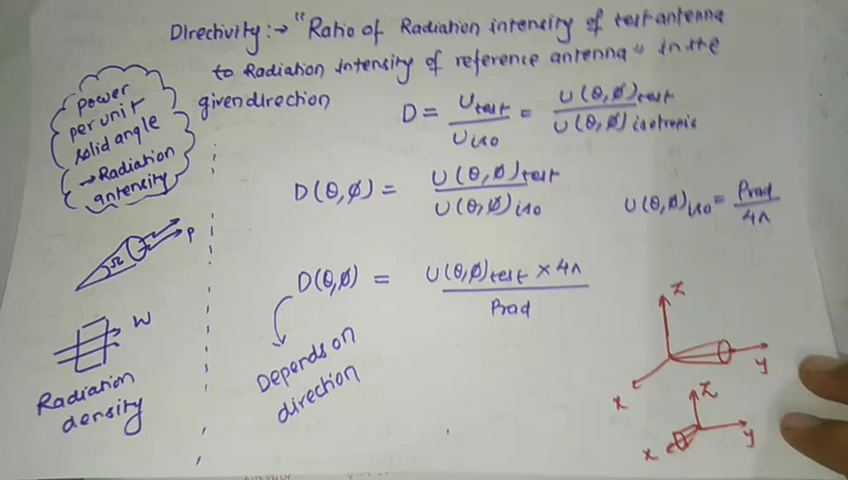 DIrectivity:→ "Ratio of Radiation intensity of test antenna
to Radiation intensity of reference antenna" in the
given direction
power
per unit
solid angle
→Radiation
intensity
D = Utest / Uiso = U(θ,ϕ)test / U(θ,ϕ)isotropic
D(θ,ϕ) = U(θ,ϕ)test / U(θ,ϕ)iso
U(θ,ϕ)iso = Prad / 4π
Ω P
D(θ,ϕ) = U(θ,ϕ)test × 4π / Prad
Depends on
direction
W
Radiation
density
z
y
x
z
y
x